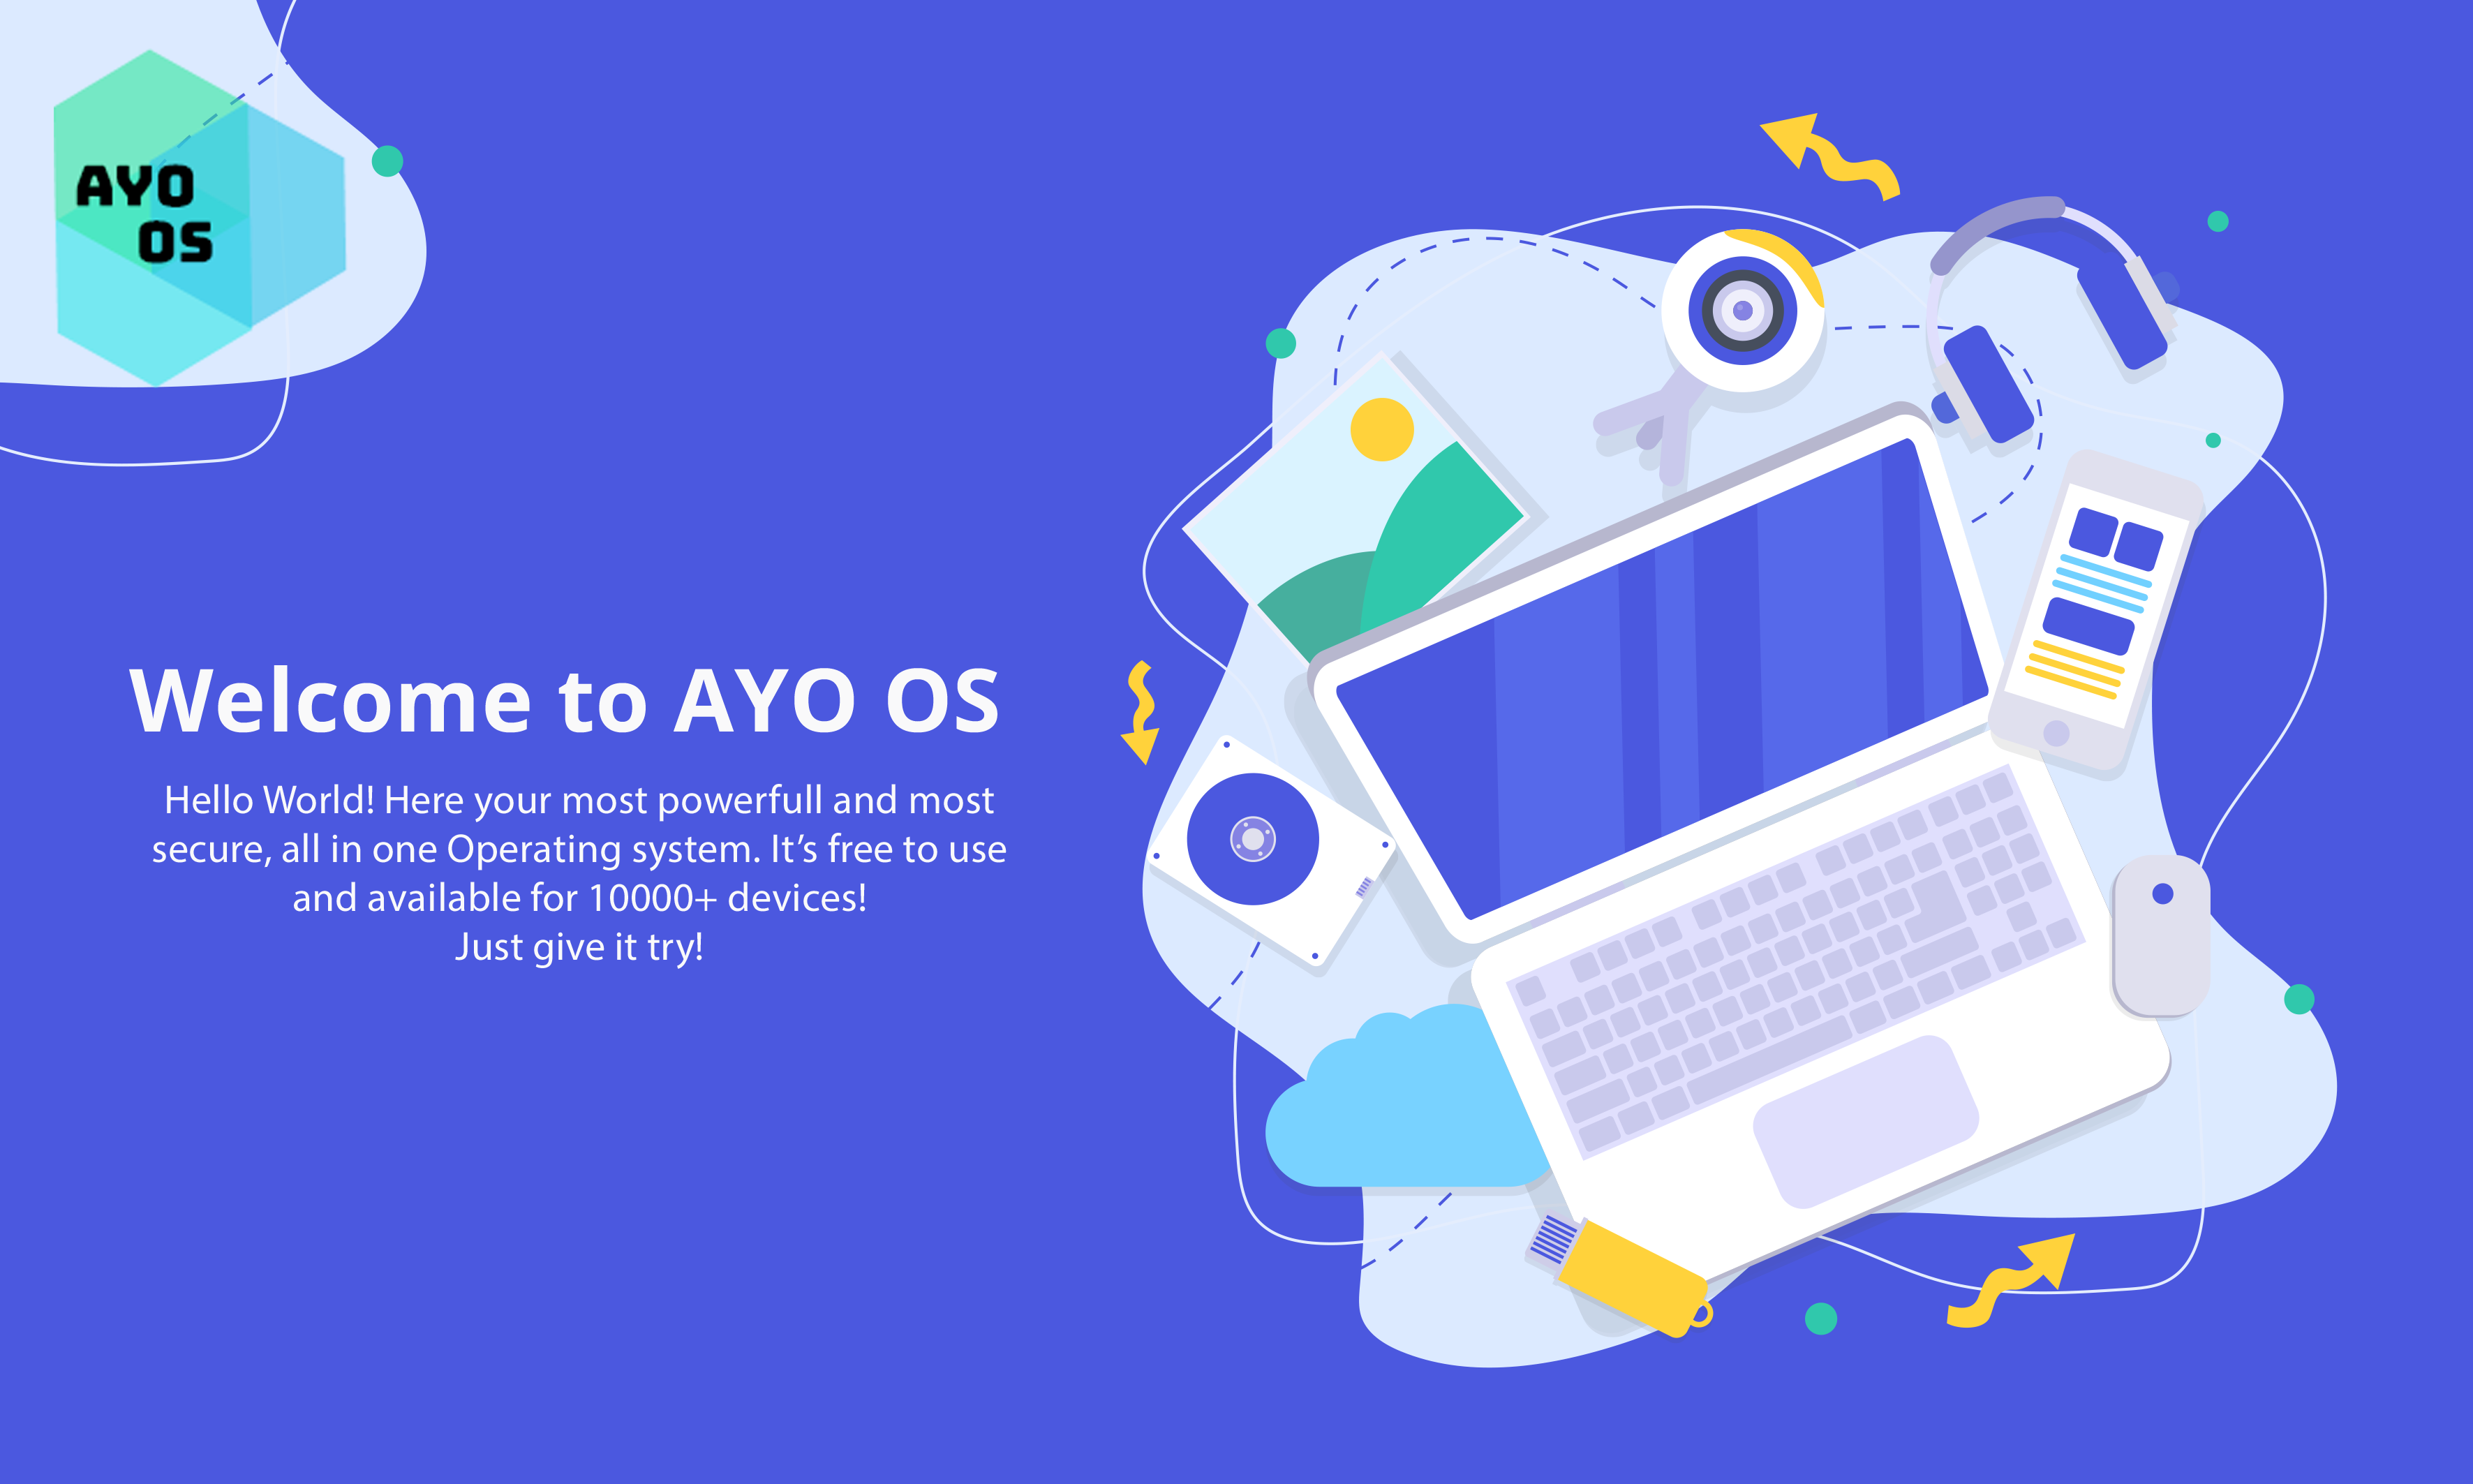 AYO
OS
Welcome to AYO OS
Hello World! Here your most powerfull and most
secure, all in one Operating system. It’s free to use
and available for 10000+ devices!
Just give it try!